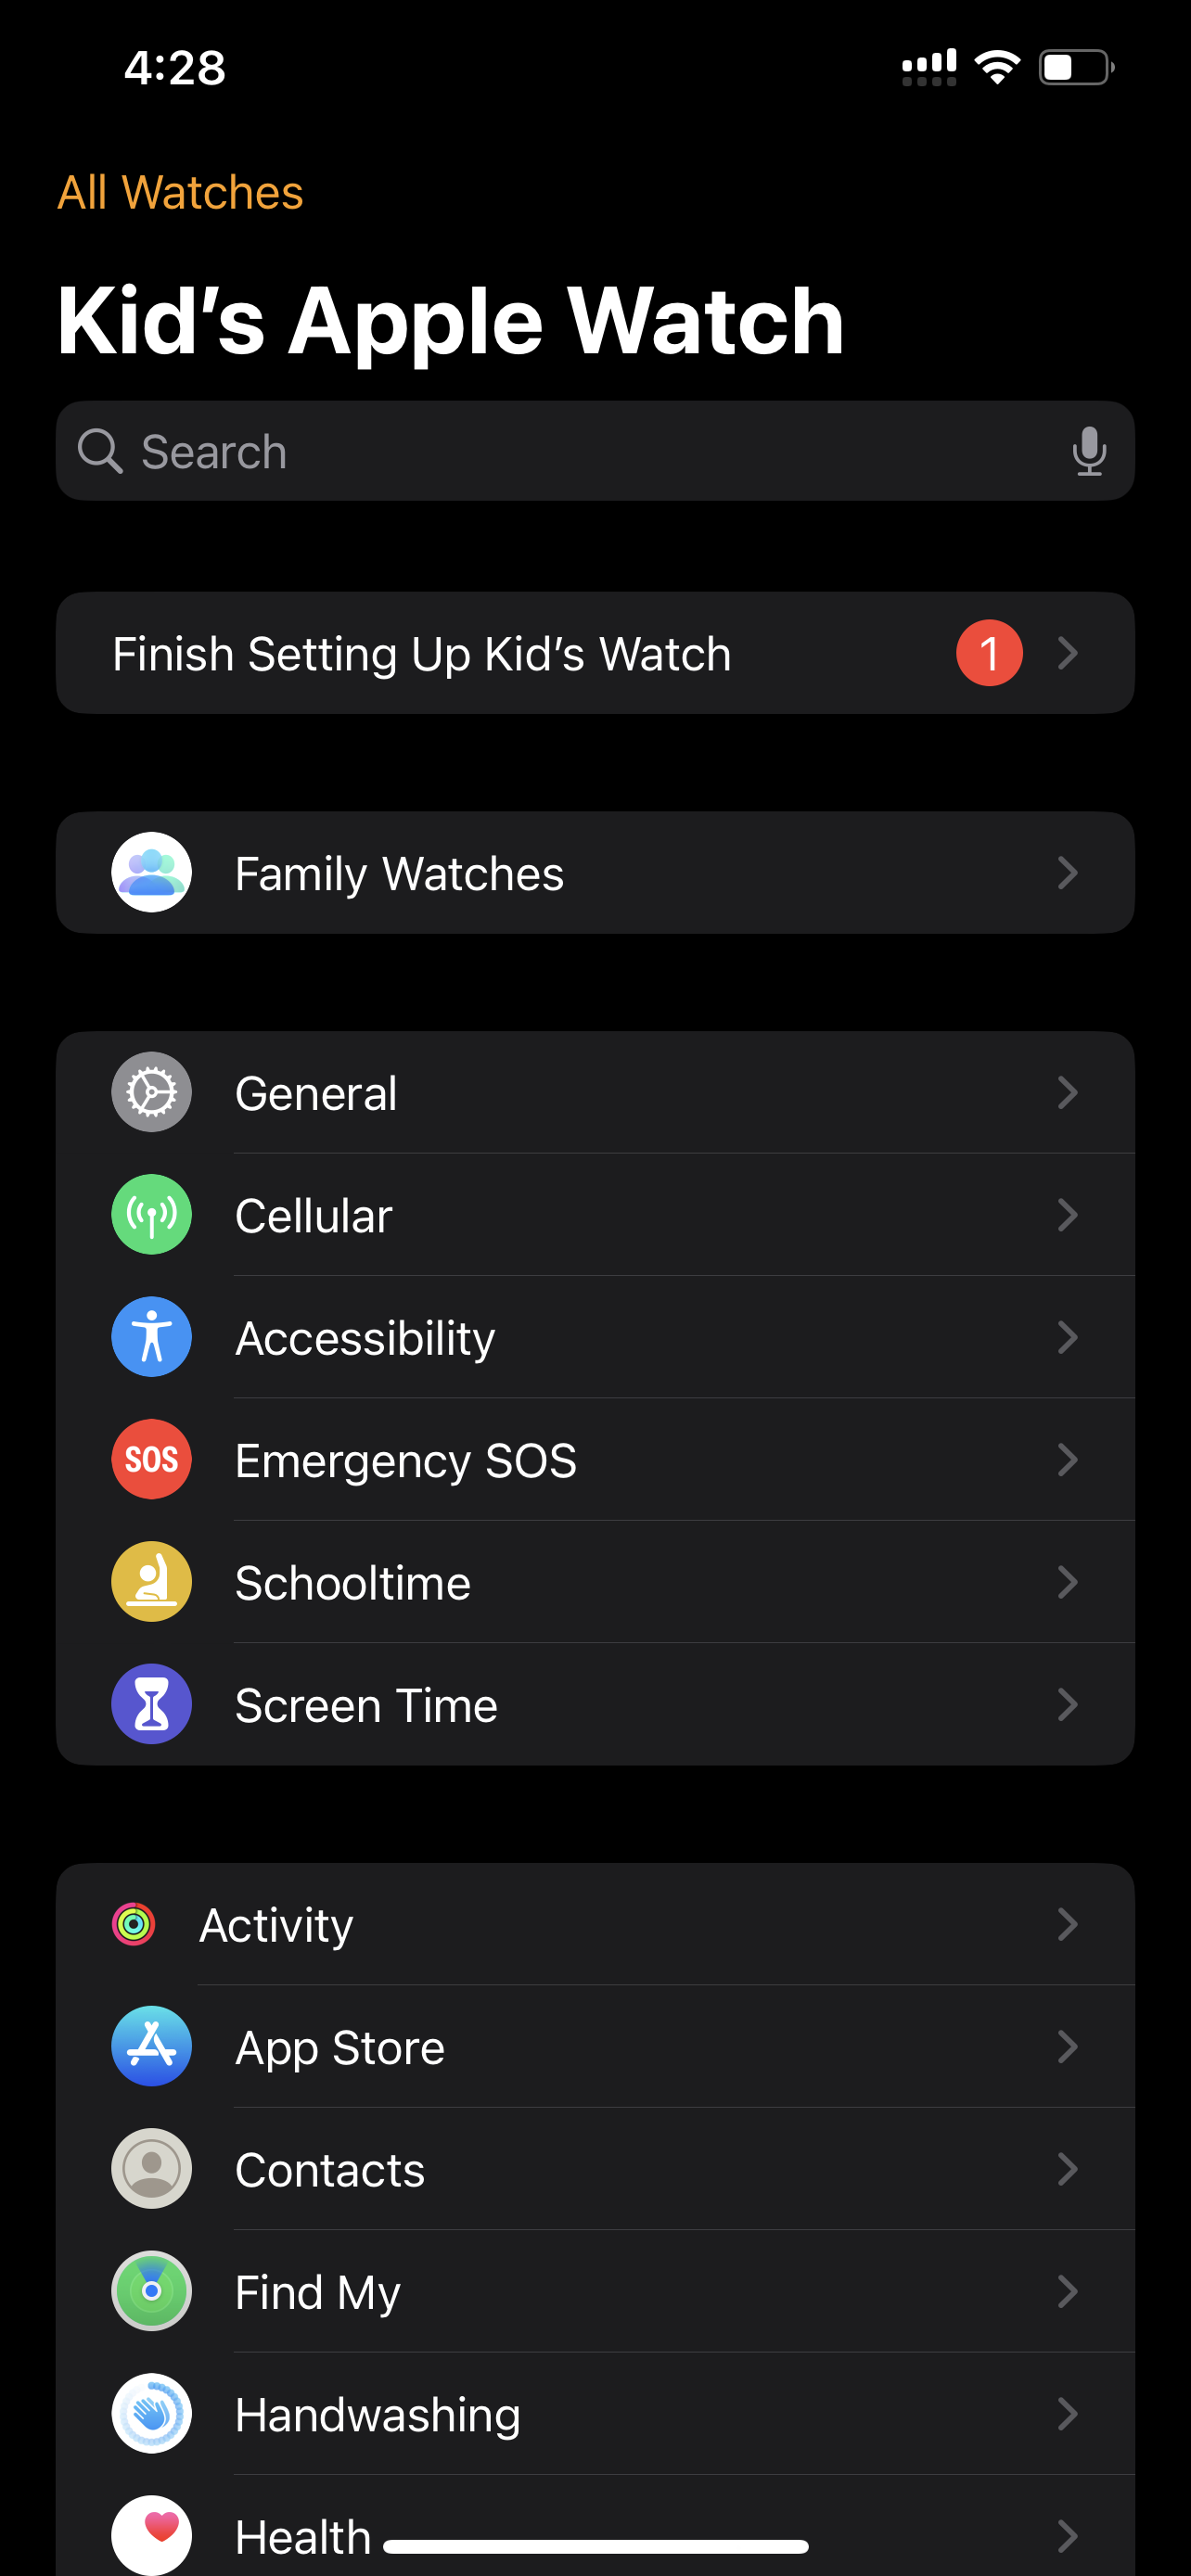 4:28
All Watches
Kid’s Apple Watch
Search
Finish Setting Up Kid’s Watch 1
Family Watches
General
Cellular
Accessibility
SOS Emergency SOS
Schooltime
Screen Time
Activity
App Store
Contacts
Find My
Handwashing
Health